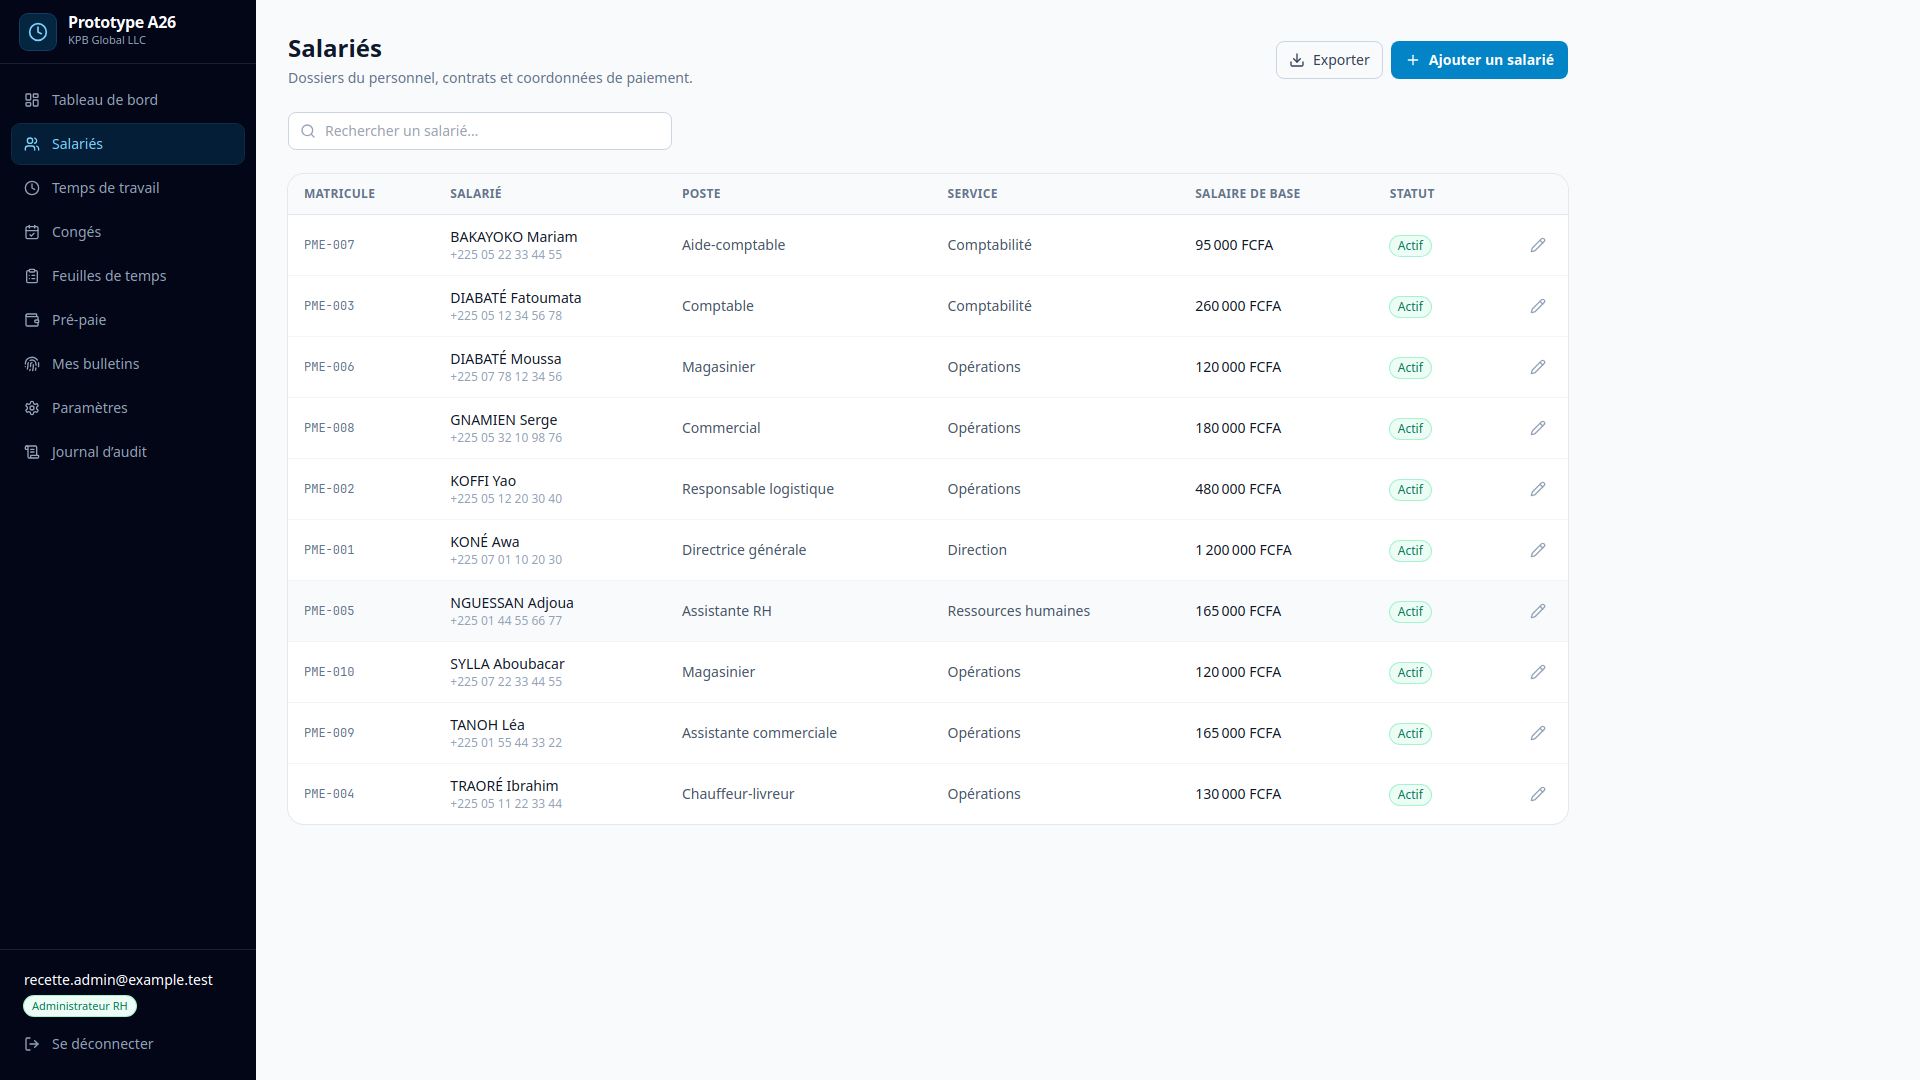 Prototype A26
KPB Global LLC
Tableau de bord
Salariés
Temps de travail
Congés
Feuilles de temps
Pré-paie
Mes bulletins
Paramètres
Journal d'audit
recette.admin@example.test
Administrateur RH
Se déconnecter
Salariés
Dossiers du personnel, contrats et coordonnées de paiement.
Exporter
Ajouter un salarié
Rechercher un salarié...
MATRICULE SALARIÉ POSTE SERVICE SALAIRE DE BASE STATUT
PME-007 BAKAYOKO Mariam Aide-comptable Comptabilité 95 000 FCFA Actif
+225 05 22 33 44 55
PME-003 DIABATÉ Fatoumata Comptable Comptabilité 260 000 FCFA Actif
+225 05 12 34 56 78
PME-006 DIABATÉ Moussa Magasinier Opérations 120 000 FCFA Actif
+225 07 78 12 34 56
PME-008 GNAMIEN Serge Commercial Opérations 180 000 FCFA Actif
+225 05 32 10 98 76
PME-002 KOFFI Yao Responsable logistique Opérations 480 000 FCFA Actif
+225 05 12 20 30 40
PME-001 KONÉ Awa Directrice générale Direction 1 200 000 FCFA Actif
+225 07 01 10 20 30
PME-005 NGUESSAN Adjoua Assistante RH Ressources humaines 165 000 FCFA Actif
+225 01 44 55 66 77
PME-010 SYLLA Aboubacar Magasinier Opérations 120 000 FCFA Actif
+225 07 22 33 44 55
PME-009 TANOH Léa Assistante commerciale Opérations 165 000 FCFA Actif
+225 01 55 44 33 22
PME-004 TRAORÉ Ibrahim Chauffeur-livreur Opérations 130 000 FCFA Actif
+225 05 11 22 33 44